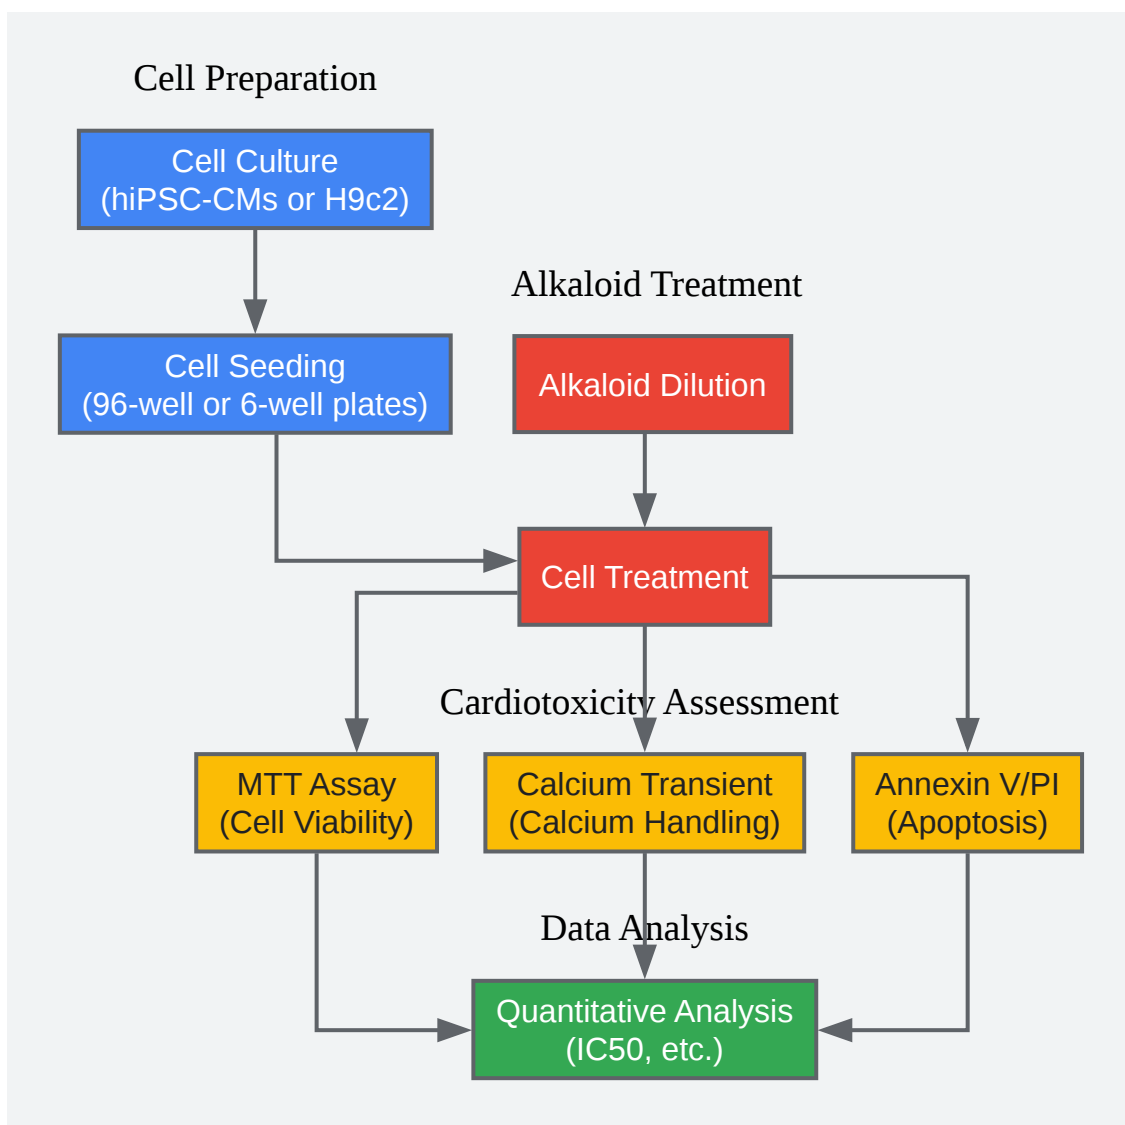 Cell Preparation
Cell Culture
(hiPSC-CMs or H9c2)
Alkaloid Treatment
Cell Seeding
(96-well or 6-well plates)
Alkaloid Dilution
Cell Treatment
Cardiotoxicity Assessment
MTT Assay
(Cell Viability)
Calcium Transient
(Calcium Handling)
Annexin V/PI
(Apoptosis)
Data Analysis
Quantitative Analysis
(IC50, etc.)